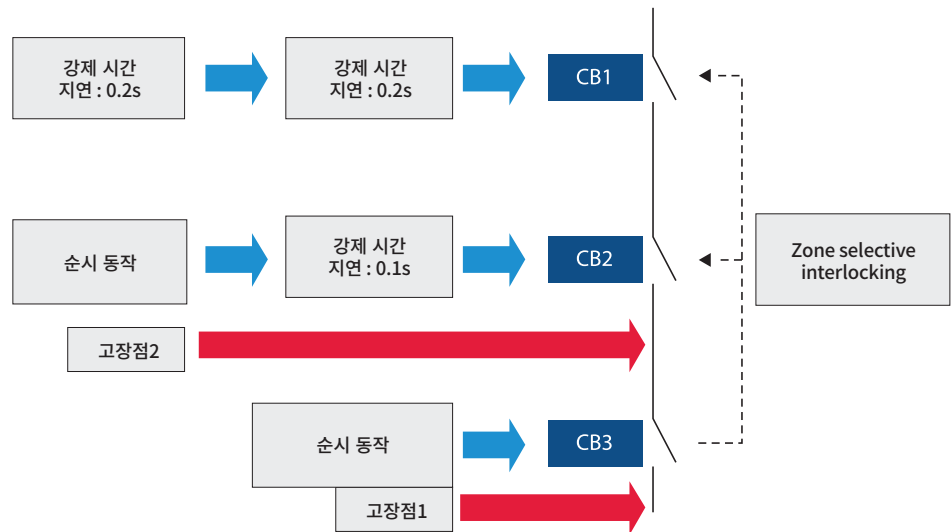 강제 시간
지연 : 0.2s
강제 시간
지연 : 0.2s
CB1
순시 동작
강제 시간
지연 : 0.1s
CB2
Zone selective
interlocking
고장점2
순시 동작
CB3
고장점1